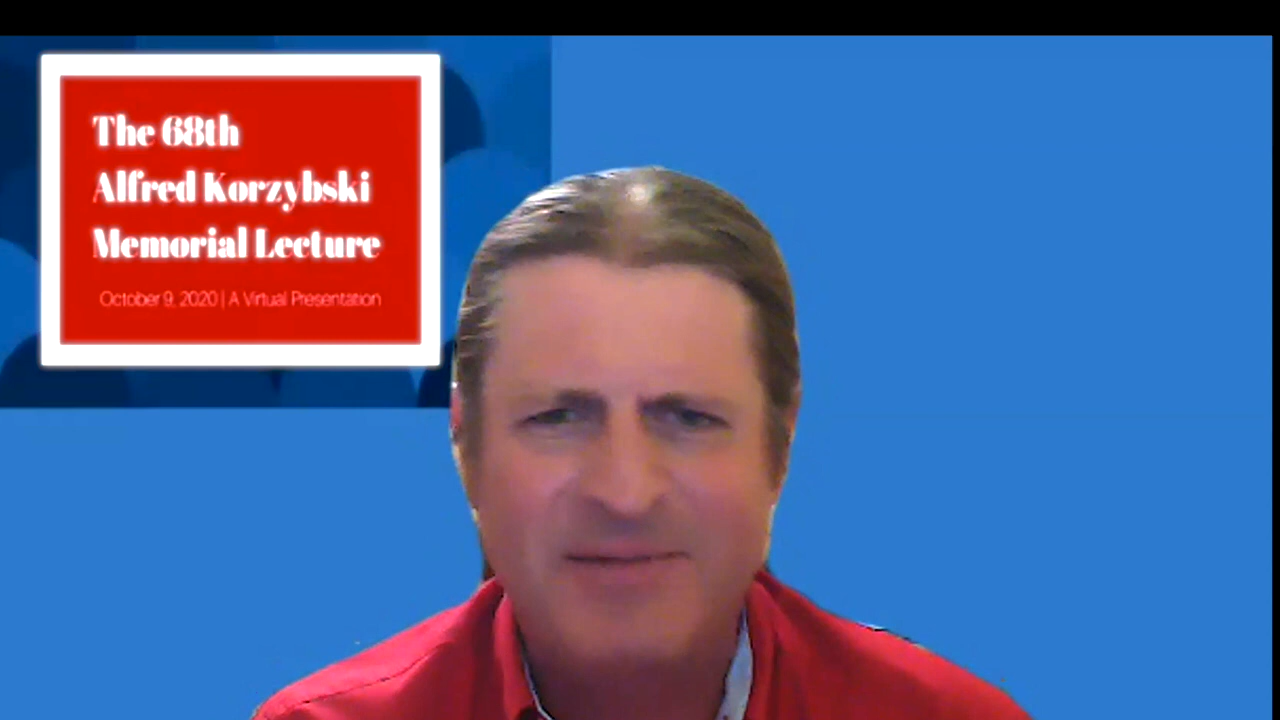 The 68th
Alfred Korzybski
Memorial Lecture
October 9, 2020 | A Virtual Presentation